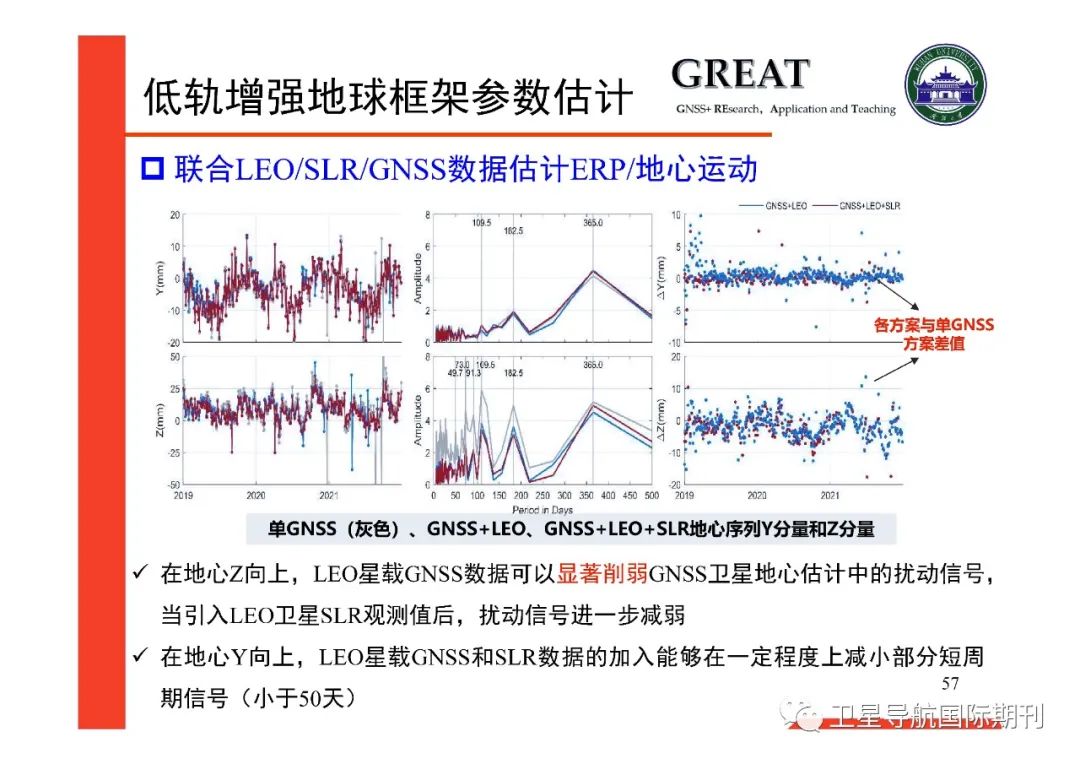 低轨增强地球框架参数估计
GREAT
GNSS+ REsearch, Application and Teaching
WUHAN UNIVERSITY
联合LEO/SLR/GNSS数据估计ERP/地心运动
GNSS+LEO
GNSS+LEO+SLR
20
10
0
-10
-20
Y(mm)
8
6
4
2
0
Amplitude
109.5
182.5
365.0
10
5
0
-5
-10
ΔY(mm)
各方案与单GNSS
方案差值
50
25
0
-25
-50
Z(mm)
2019
2020
2021
8
6
4
2
0
Amplitude
73.0
109.5
49.7
91.3
182.5
365.0
0 50 100 150 200 250 300 350 400 450 500
Period in Days
20
10
0
-10
-20
ΔZ(mm)
2019
2020
2021
单GNSS（灰色）、GNSS+LEO、GNSS+LEO+SLR地心序列Y分量和Z分量
✓ 在地心Z向上，LEO星载GNSS数据可以显著削弱GNSS卫星地心估计中的扰动信号，
当引入LEO卫星SLR观测值后，扰动信号进一步减弱
✓ 在地心Y向上，LEO星载GNSS和SLR数据的加入能够在一定程度上减小部分短周
期信号（小于50天）
57
卫星导航国际期刊